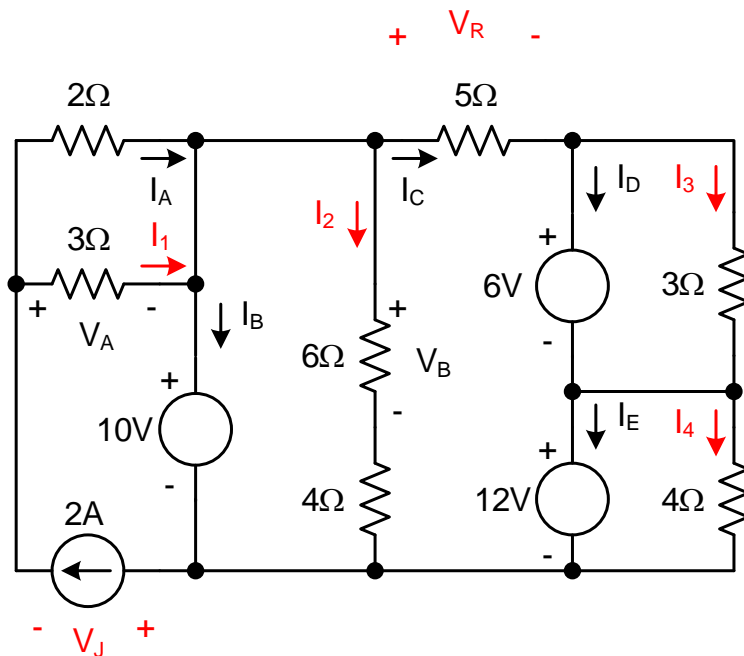 + V_R -
2Ω
5Ω
I_A
I_C
I_D
I_3
3Ω
I_1
I_2
+ -
V_A
I_B
+
6V
-
3Ω
+
6Ω
V_B
-
+
10V
-
I_E
I_4
+
12V
-
4Ω
4Ω
2A
- V_J +